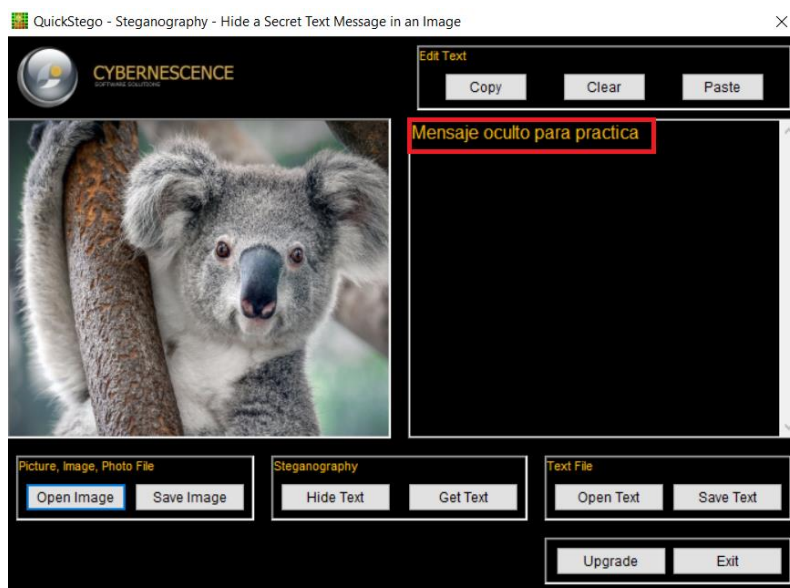 QuickStego - Steganography - Hide a Secret Text Message in an Image
CYBERNESCENCE
SOFTWARE SOLUTIONS
Edit Text
Copy Clear Paste
Mensaje oculto para practica
Picture, Image, Photo File
Open Image Save Image
Steganography
Hide Text Get Text
Text File
Open Text Save Text
Upgrade Exit